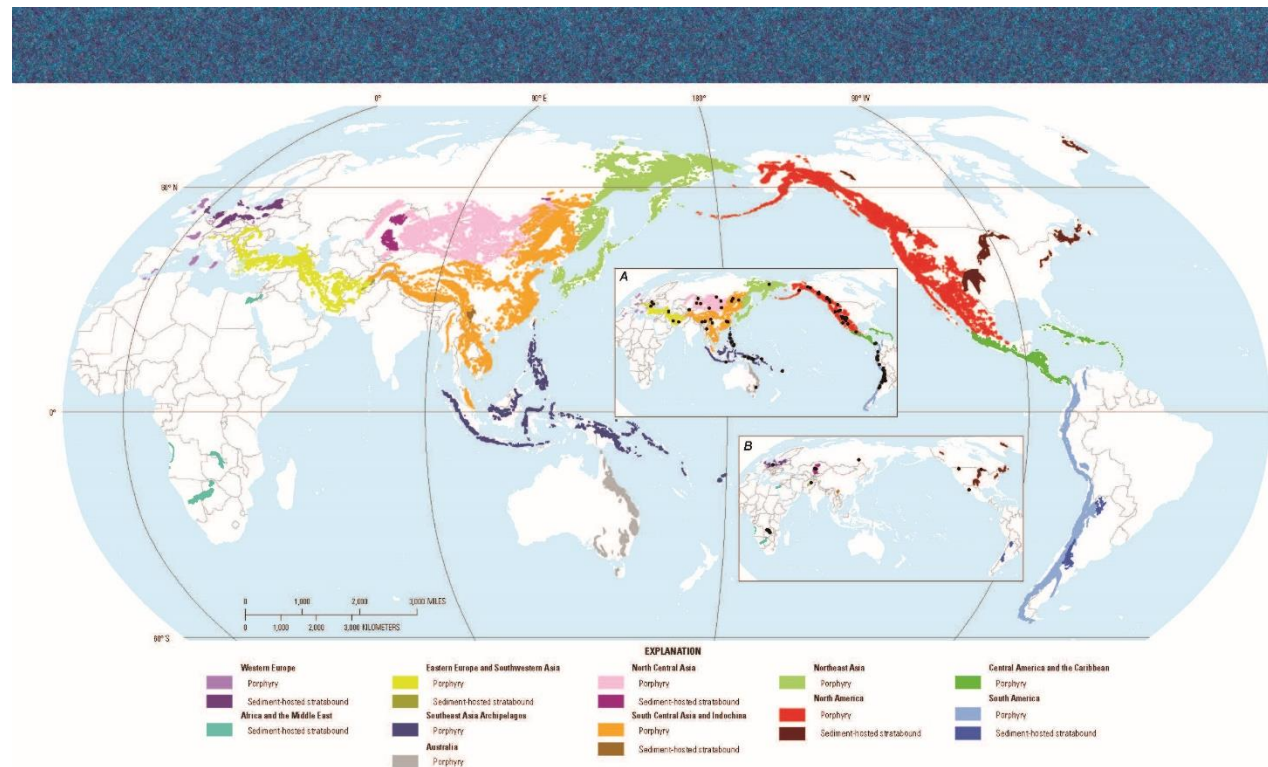 0° 90° E 180° 90° W
60° N
A
0°
B
0 1,000 2,000 3,000 MILES
0 1,000 2,000 3,000 KILOMETERS
60° S
EXPLANATION
Western Europe
Porphyry
Sediment-hosted stratabound
Africa and the Middle East
Sediment-hosted stratabound
Eastern Europe and Southwestern Asia
Porphyry
Sediment-hosted stratabound
Southeast Asia Archipelagos
Porphyry
Australia
Porphyry
North Central Asia
Porphyry
Sediment-hosted stratabound
South Central Asia and Indochina
Porphyry
Sediment-hosted stratabound
Northeast Asia
Porphyry
North America
Porphyry
Sediment-hosted stratabound
Central America and the Caribbean
Porphyry
South America
Porphyry
Sediment-hosted stratabound